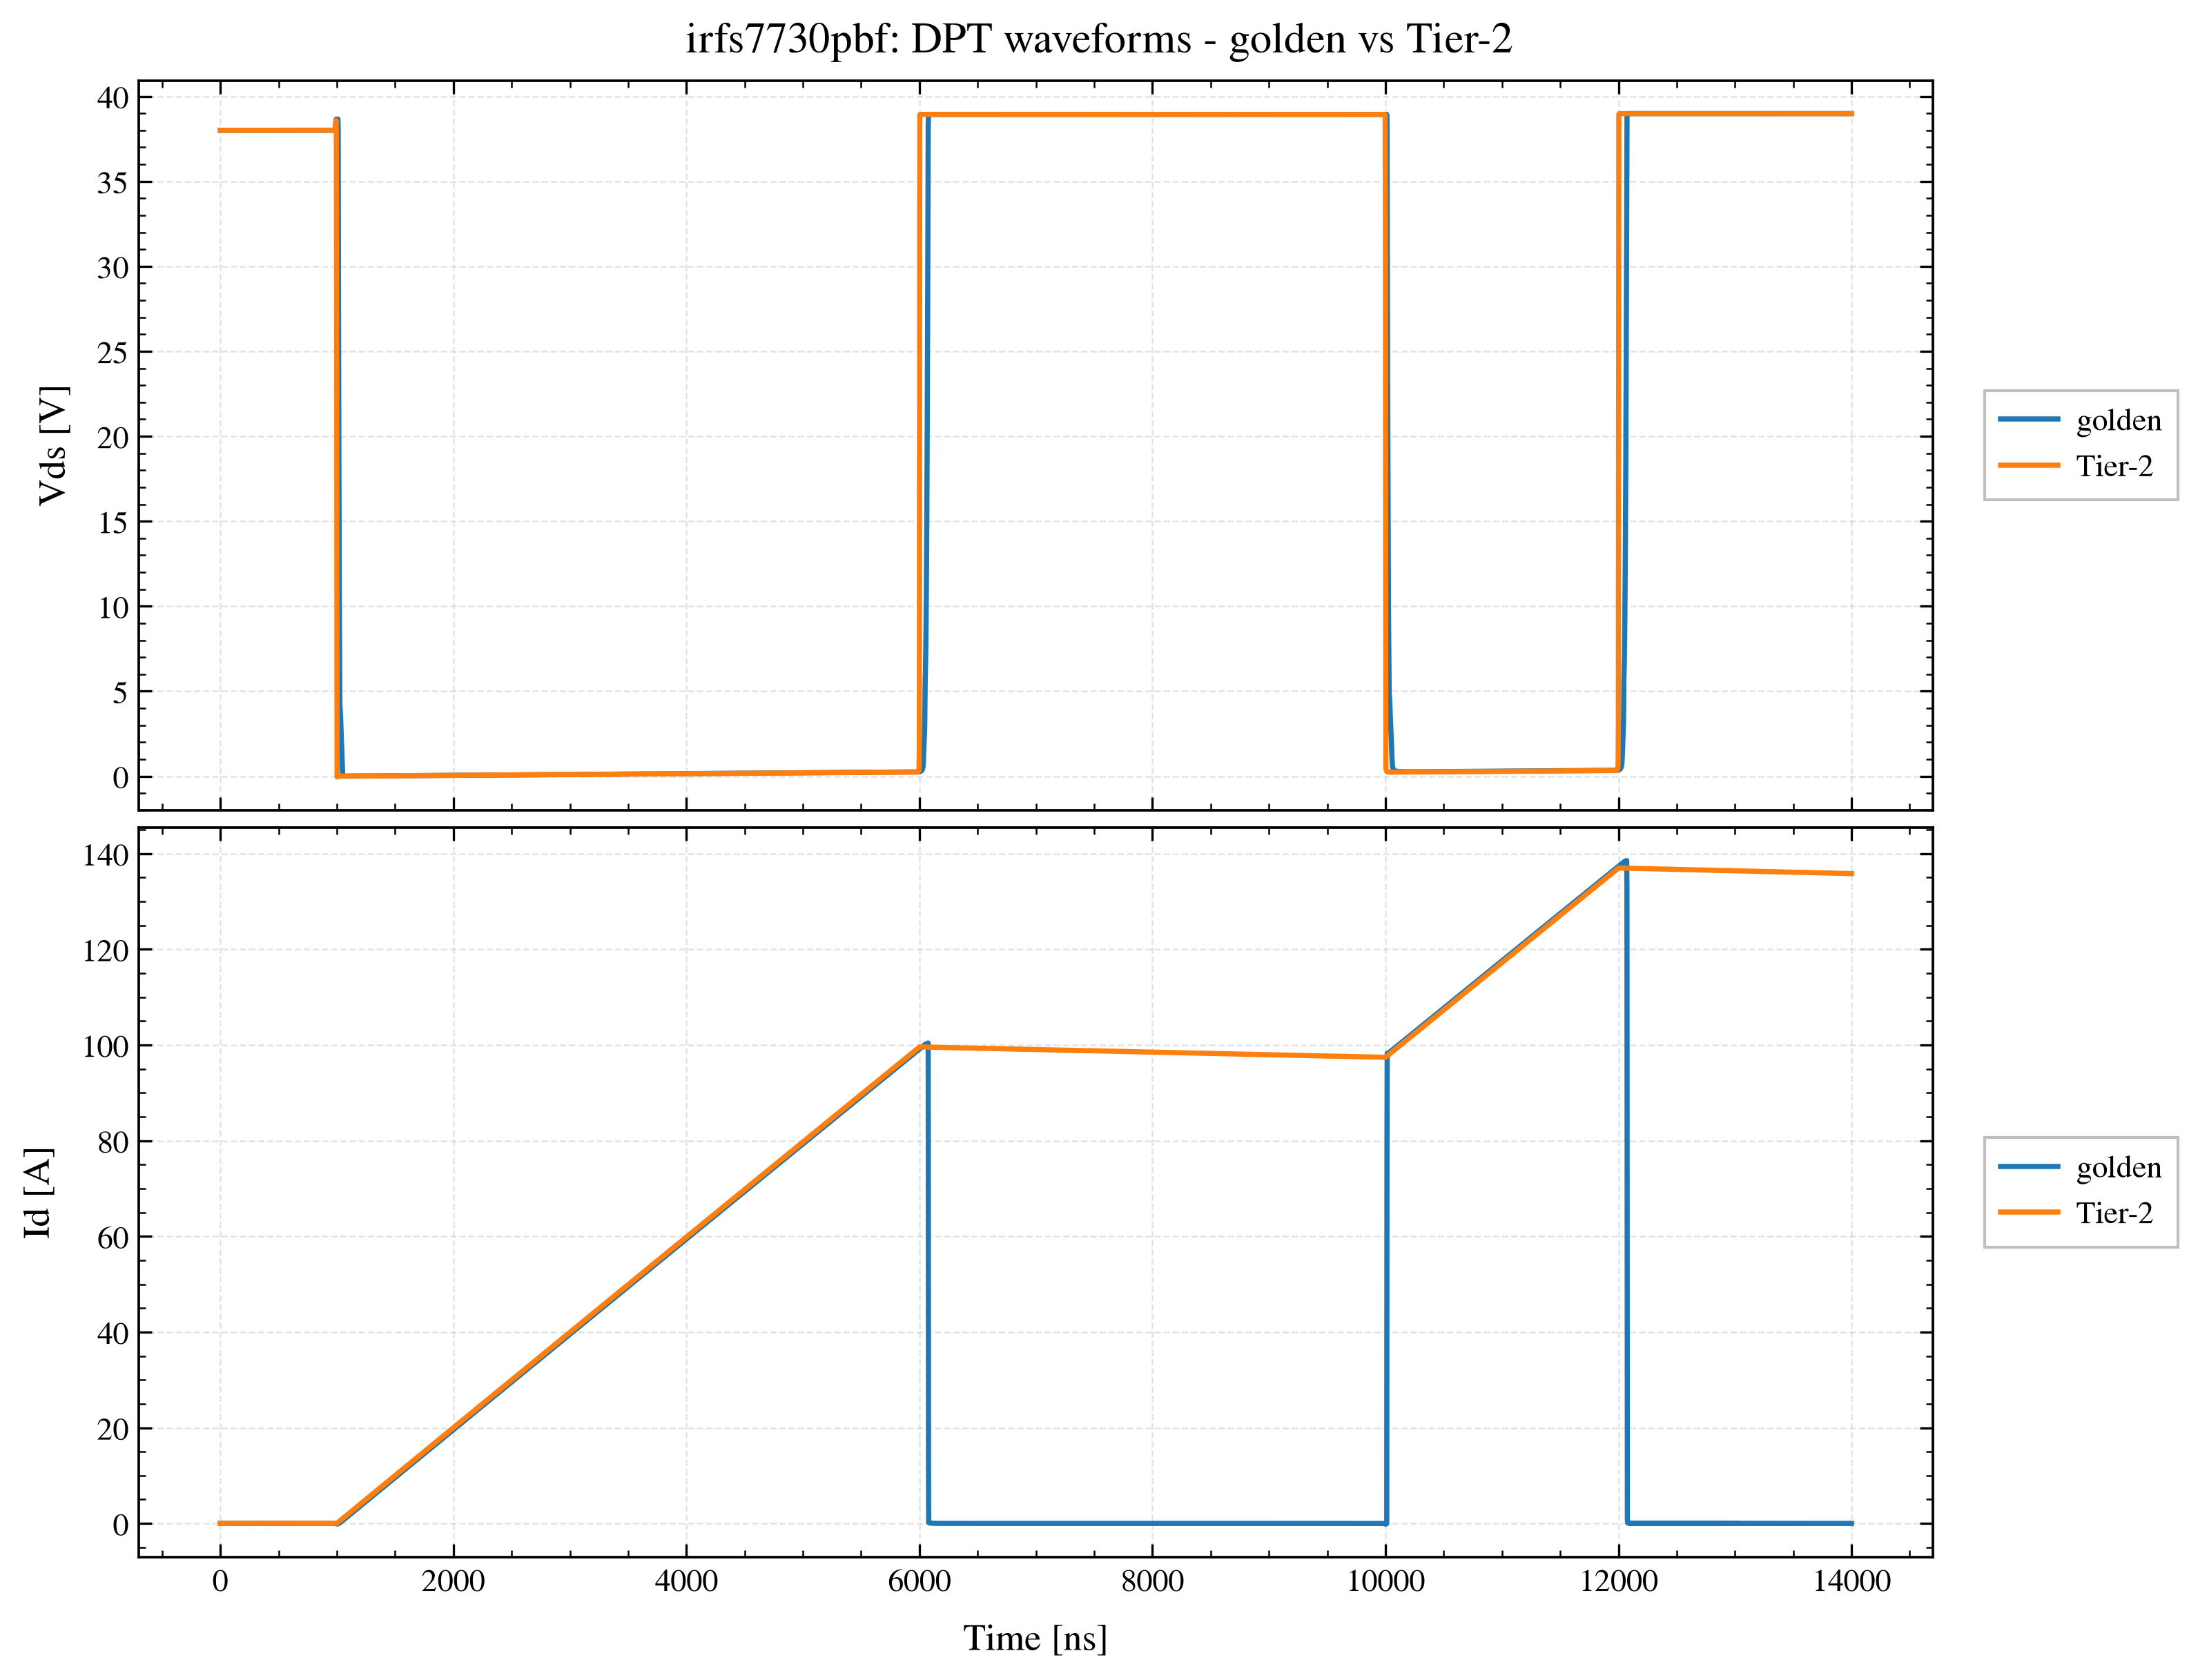 irfs7730pbf: DPT waveforms - golden vs Tier-2
40
35
30
25
20
15
10
5
0
Vds [V]
golden
Tier-2
140
120
100
80
60
40
20
0
Id [A]
golden
Tier-2
0 2000 4000 6000 8000 10000 12000 14000
Time [ns]